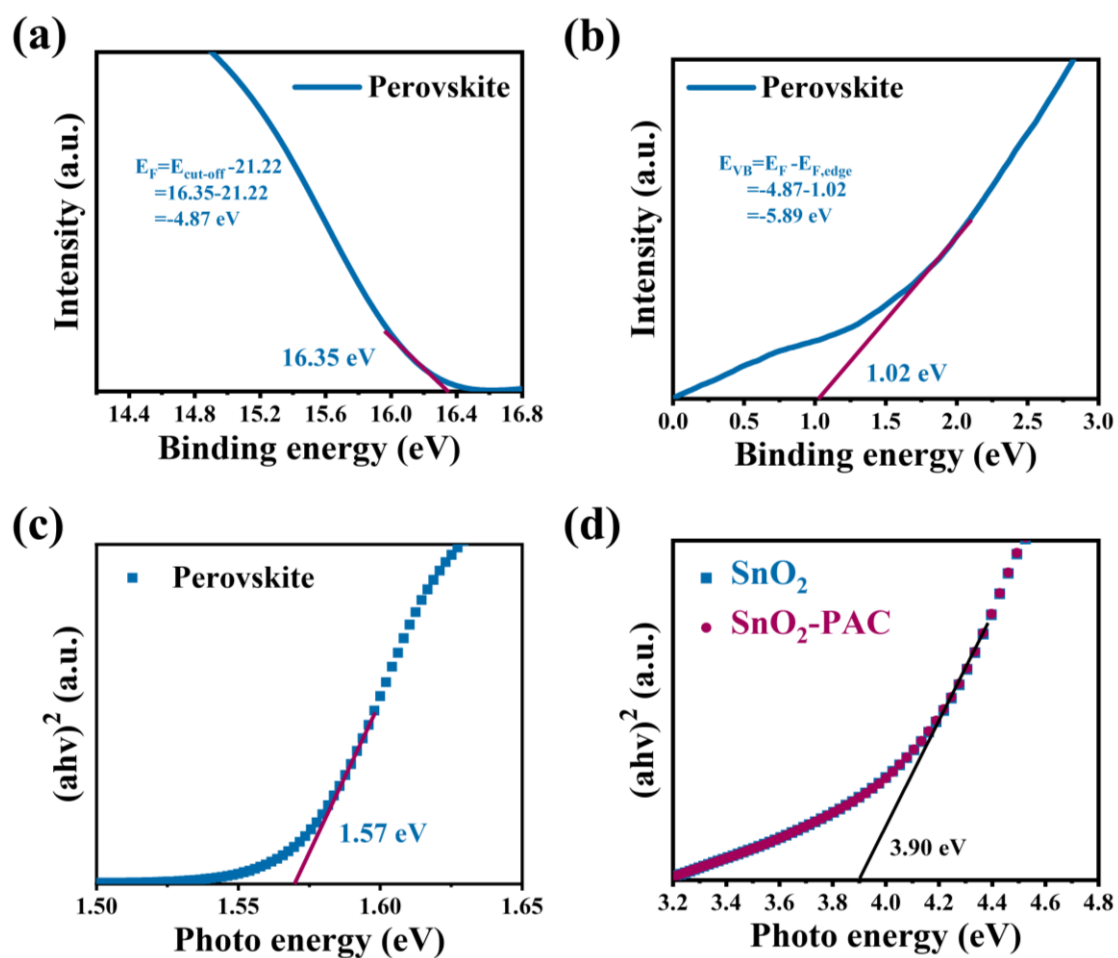 (a)
Perovskite
E_F=E_cut-off-21.22
=16.35-21.22
=-4.87 eV
16.35 eV
Intensity (a.u.)
14.4 14.8 15.2 15.6 16.0 16.4 16.8
Binding energy (eV)
(b)
Perovskite
E_VB=E_F-E_F,edge
=-4.87-1.02
=-5.89 eV
1.02 eV
Intensity (a.u.)
0.0 0.5 1.0 1.5 2.0 2.5 3.0
Binding energy (eV)
(c)
Perovskite
1.57 eV
(ahv)² (a.u.)
1.50 1.55 1.60 1.65
Photo energy (eV)
(d)
SnO₂
SnO₂-PAC
3.90 eV
(ahv)² (a.u.)
3.2 3.4 3.6 3.8 4.0 4.2 4.4 4.6 4.8
Photo energy (eV)